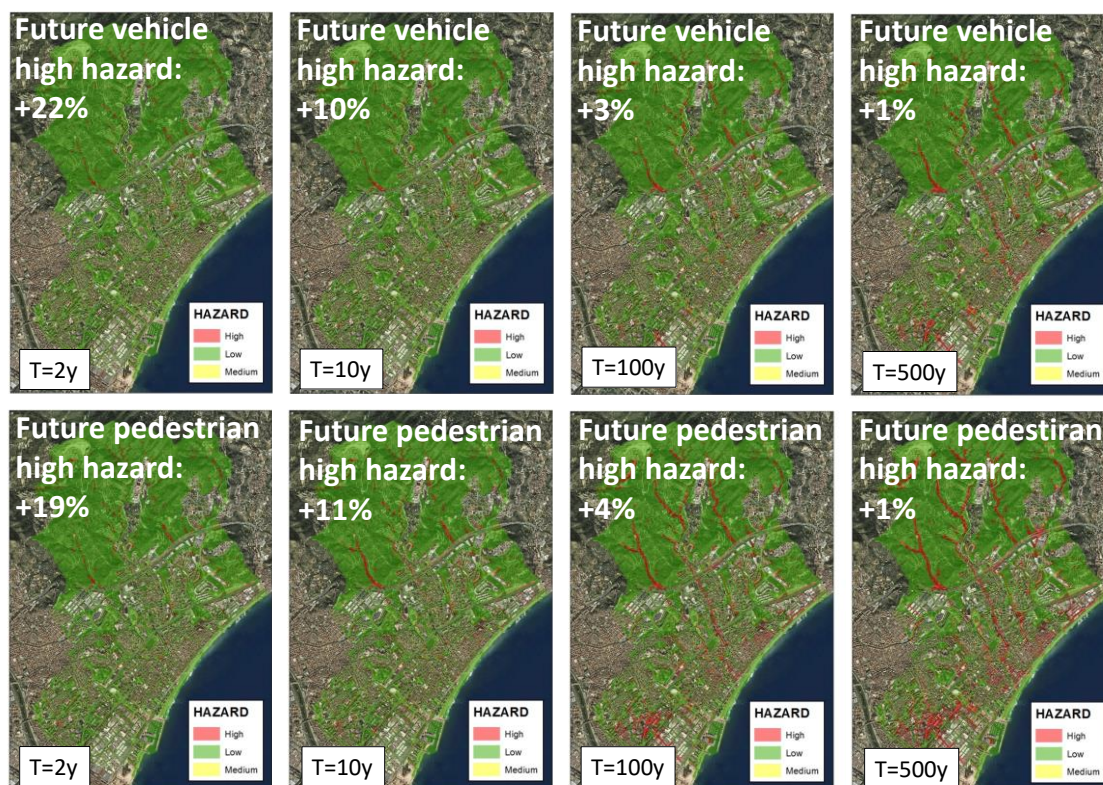 Future vehicle
high hazard:
+22%
HAZARD
High
Low
Medium
T=2y
Future vehicle
high hazard:
+10%
HAZARD
High
Low
Medium
T=10y
Future vehicle
high hazard:
+3%
HAZARD
High
Low
Medium
T=100y
Future vehicle
high hazard:
+1%
HAZARD
High
Low
Medium
T=500y
Future pedestrian
high hazard:
+19%
HAZARD
High
Low
Medium
T=2y
Future pedestrian
high hazard:
+11%
HAZARD
High
Low
Medium
T=10y
Future pedestrian
high hazard:
+4%
HAZARD
High
Low
Medium
T=100y
Future pedestiran
high hazard:
+1%
HAZARD
High
Low
Medium
T=500y